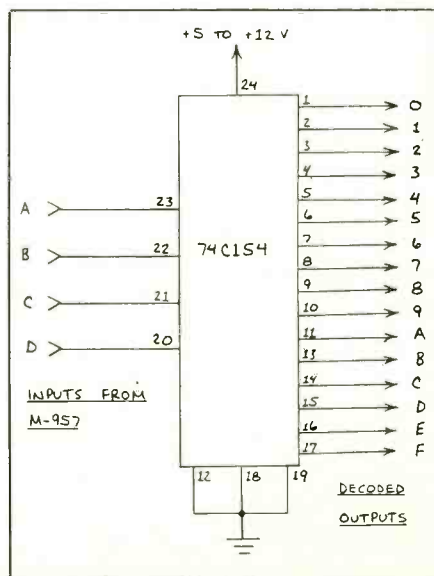 +5 TO +12 V
24
1 0
2 1
3 2
4 3
5 4
6 5
7 6
8 7
9 8
10 9
11 A
13 B
14 C
15 D
16 E
17 F
A 23
B 22
C 21
D 20
74C154
INPUTS FROM
M-957
12 18 19
DECODED
OUTPUTS